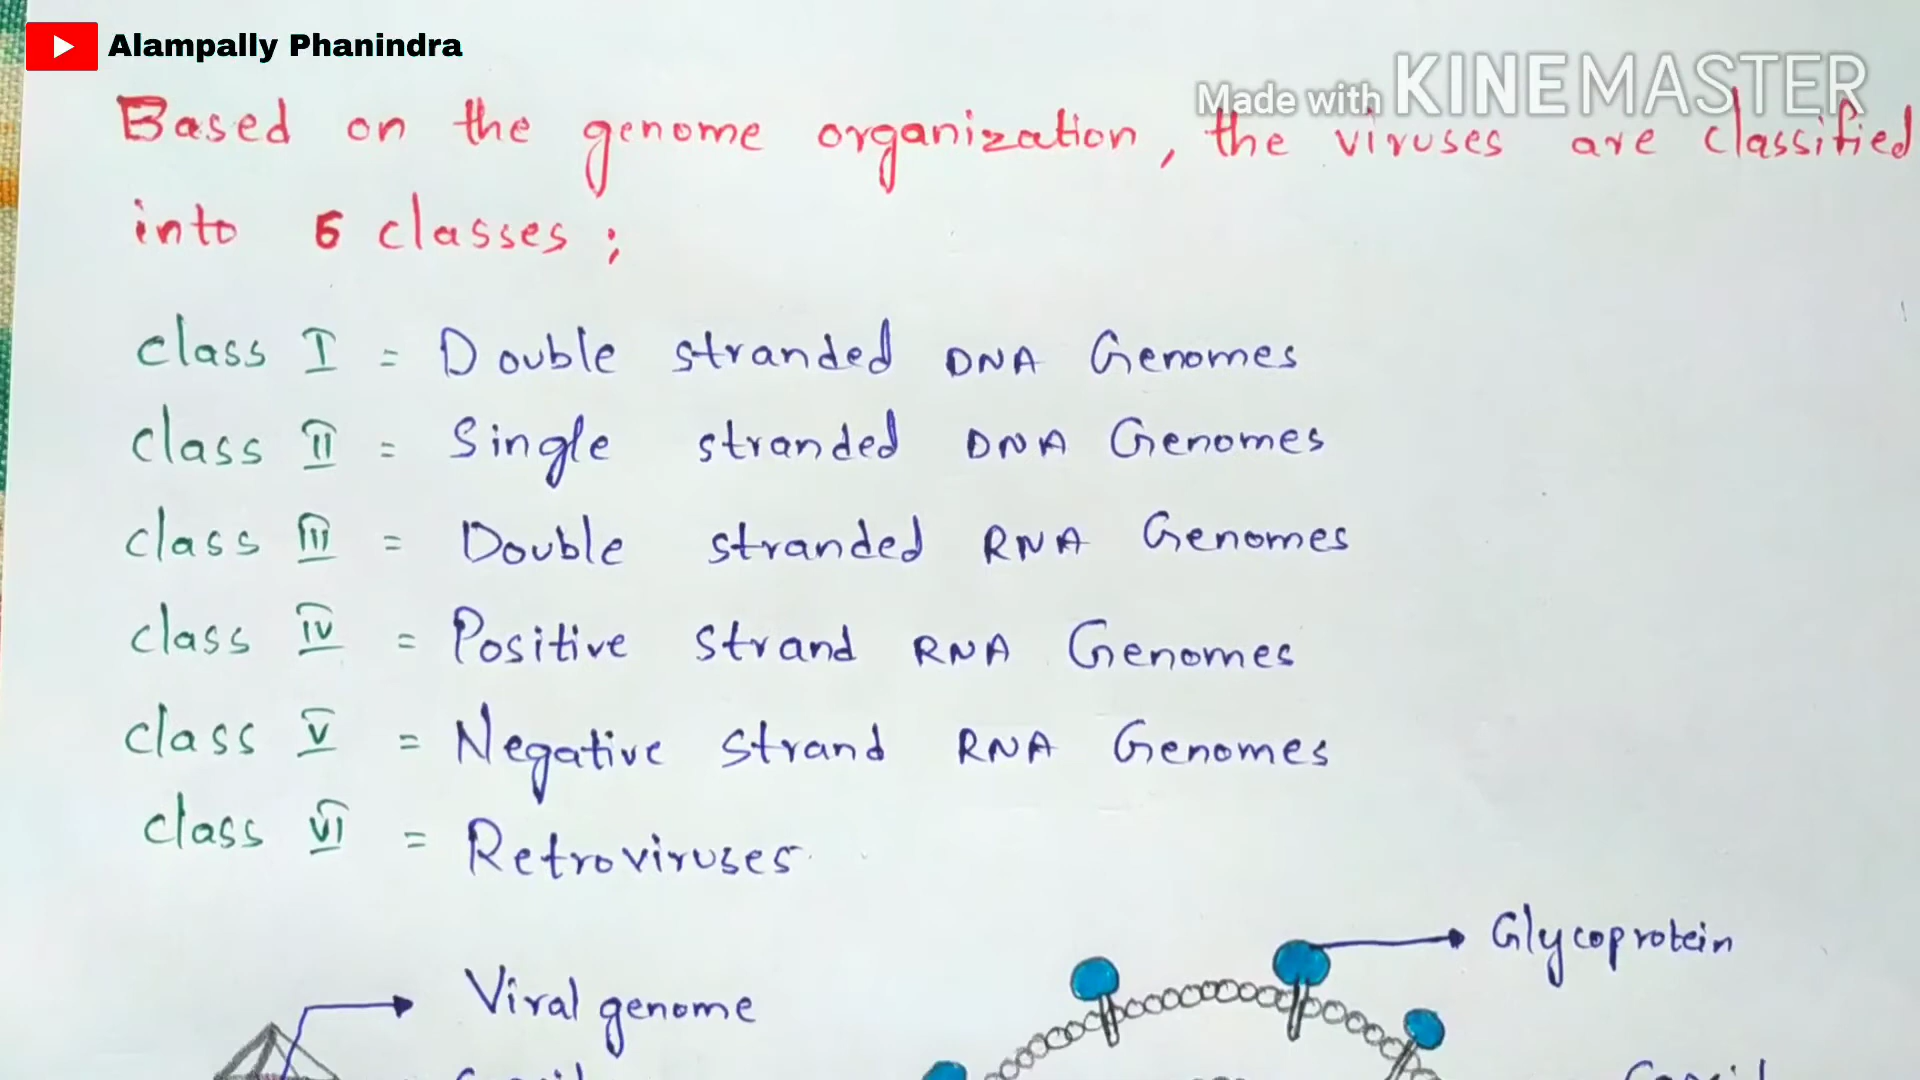 Alampally Phanindra
Made with KINEMASTER
Based on the genome organization, the viruses are classified
into 6 classes ;
class I = Double stranded DNA Genomes
class II = Single stranded DNA Genomes
class III = Double stranded RNA Genomes
class IV = Positive strand RNA Genomes
class V = Negative strand RNA Genomes
class VI = Retroviruses
Glycoprotein
Viral genome